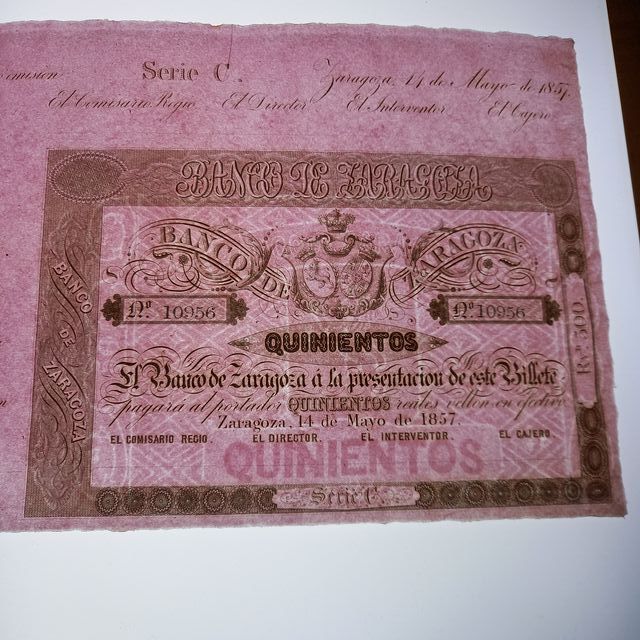 emisión Serie C. Zaragoza, 14 de Mayo de 1857.
El Comisario Regio El Director El Interventor El Cajero
BANCO DE ZARAGOZA
BANCO DE ZARAGOZA
BANCO DE ZARAGOZA
Nº 10956 Nº 10956
QUINIENTOS
Rs. 500.
El Banco de Zaragoza á la presentacion de este Billete
pagará al portador QUINIENTOS reales vellon en efectivo
Zaragoza, 14 de Mayo de 1857.
EL COMISARIO REGIO. EL DIRECTOR. EL INTERVENTOR. EL CAJERO.
QUINIENTOS
Serie C.